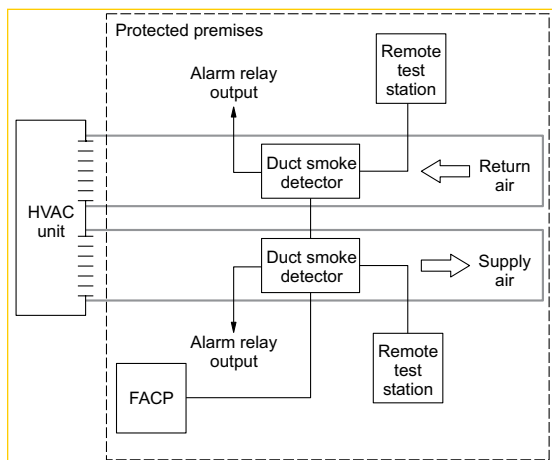 Protected premises
Alarm relay
output
Remote
test
station
HVAC
unit
Duct smoke
detector
Return
air
Duct smoke
detector
Supply
air
Alarm relay
output
Remote
test
station
FACP